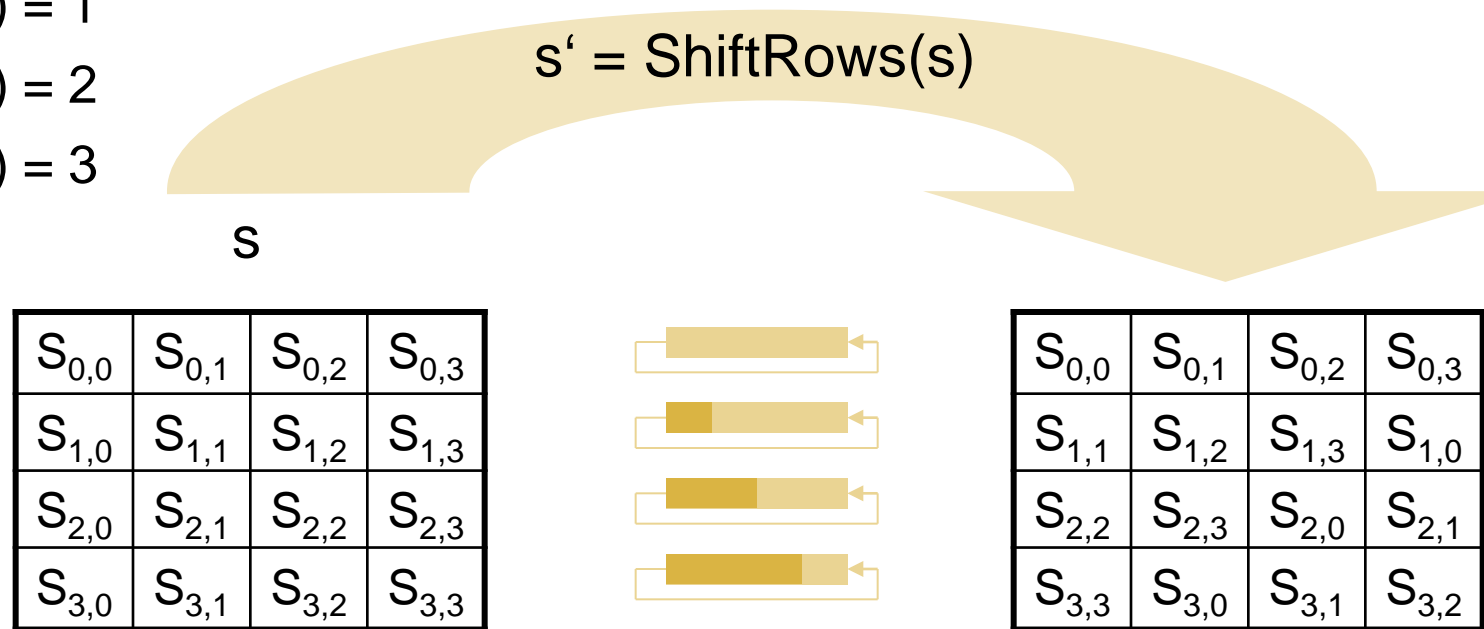 ) = 1
s‘ = ShiftRows(s)
) = 2
) = 3
s
S0,0 S0,1 S0,2 S0,3 S0,0 S0,1 S0,2 S0,3
S1,0 S1,1 S1,2 S1,3 S1,1 S1,2 S1,3 S1,0
S2,0 S2,1 S2,2 S2,3 S2,2 S2,3 S2,0 S2,1
S3,0 S3,1 S3,2 S3,3 S3,3 S3,0 S3,1 S3,2